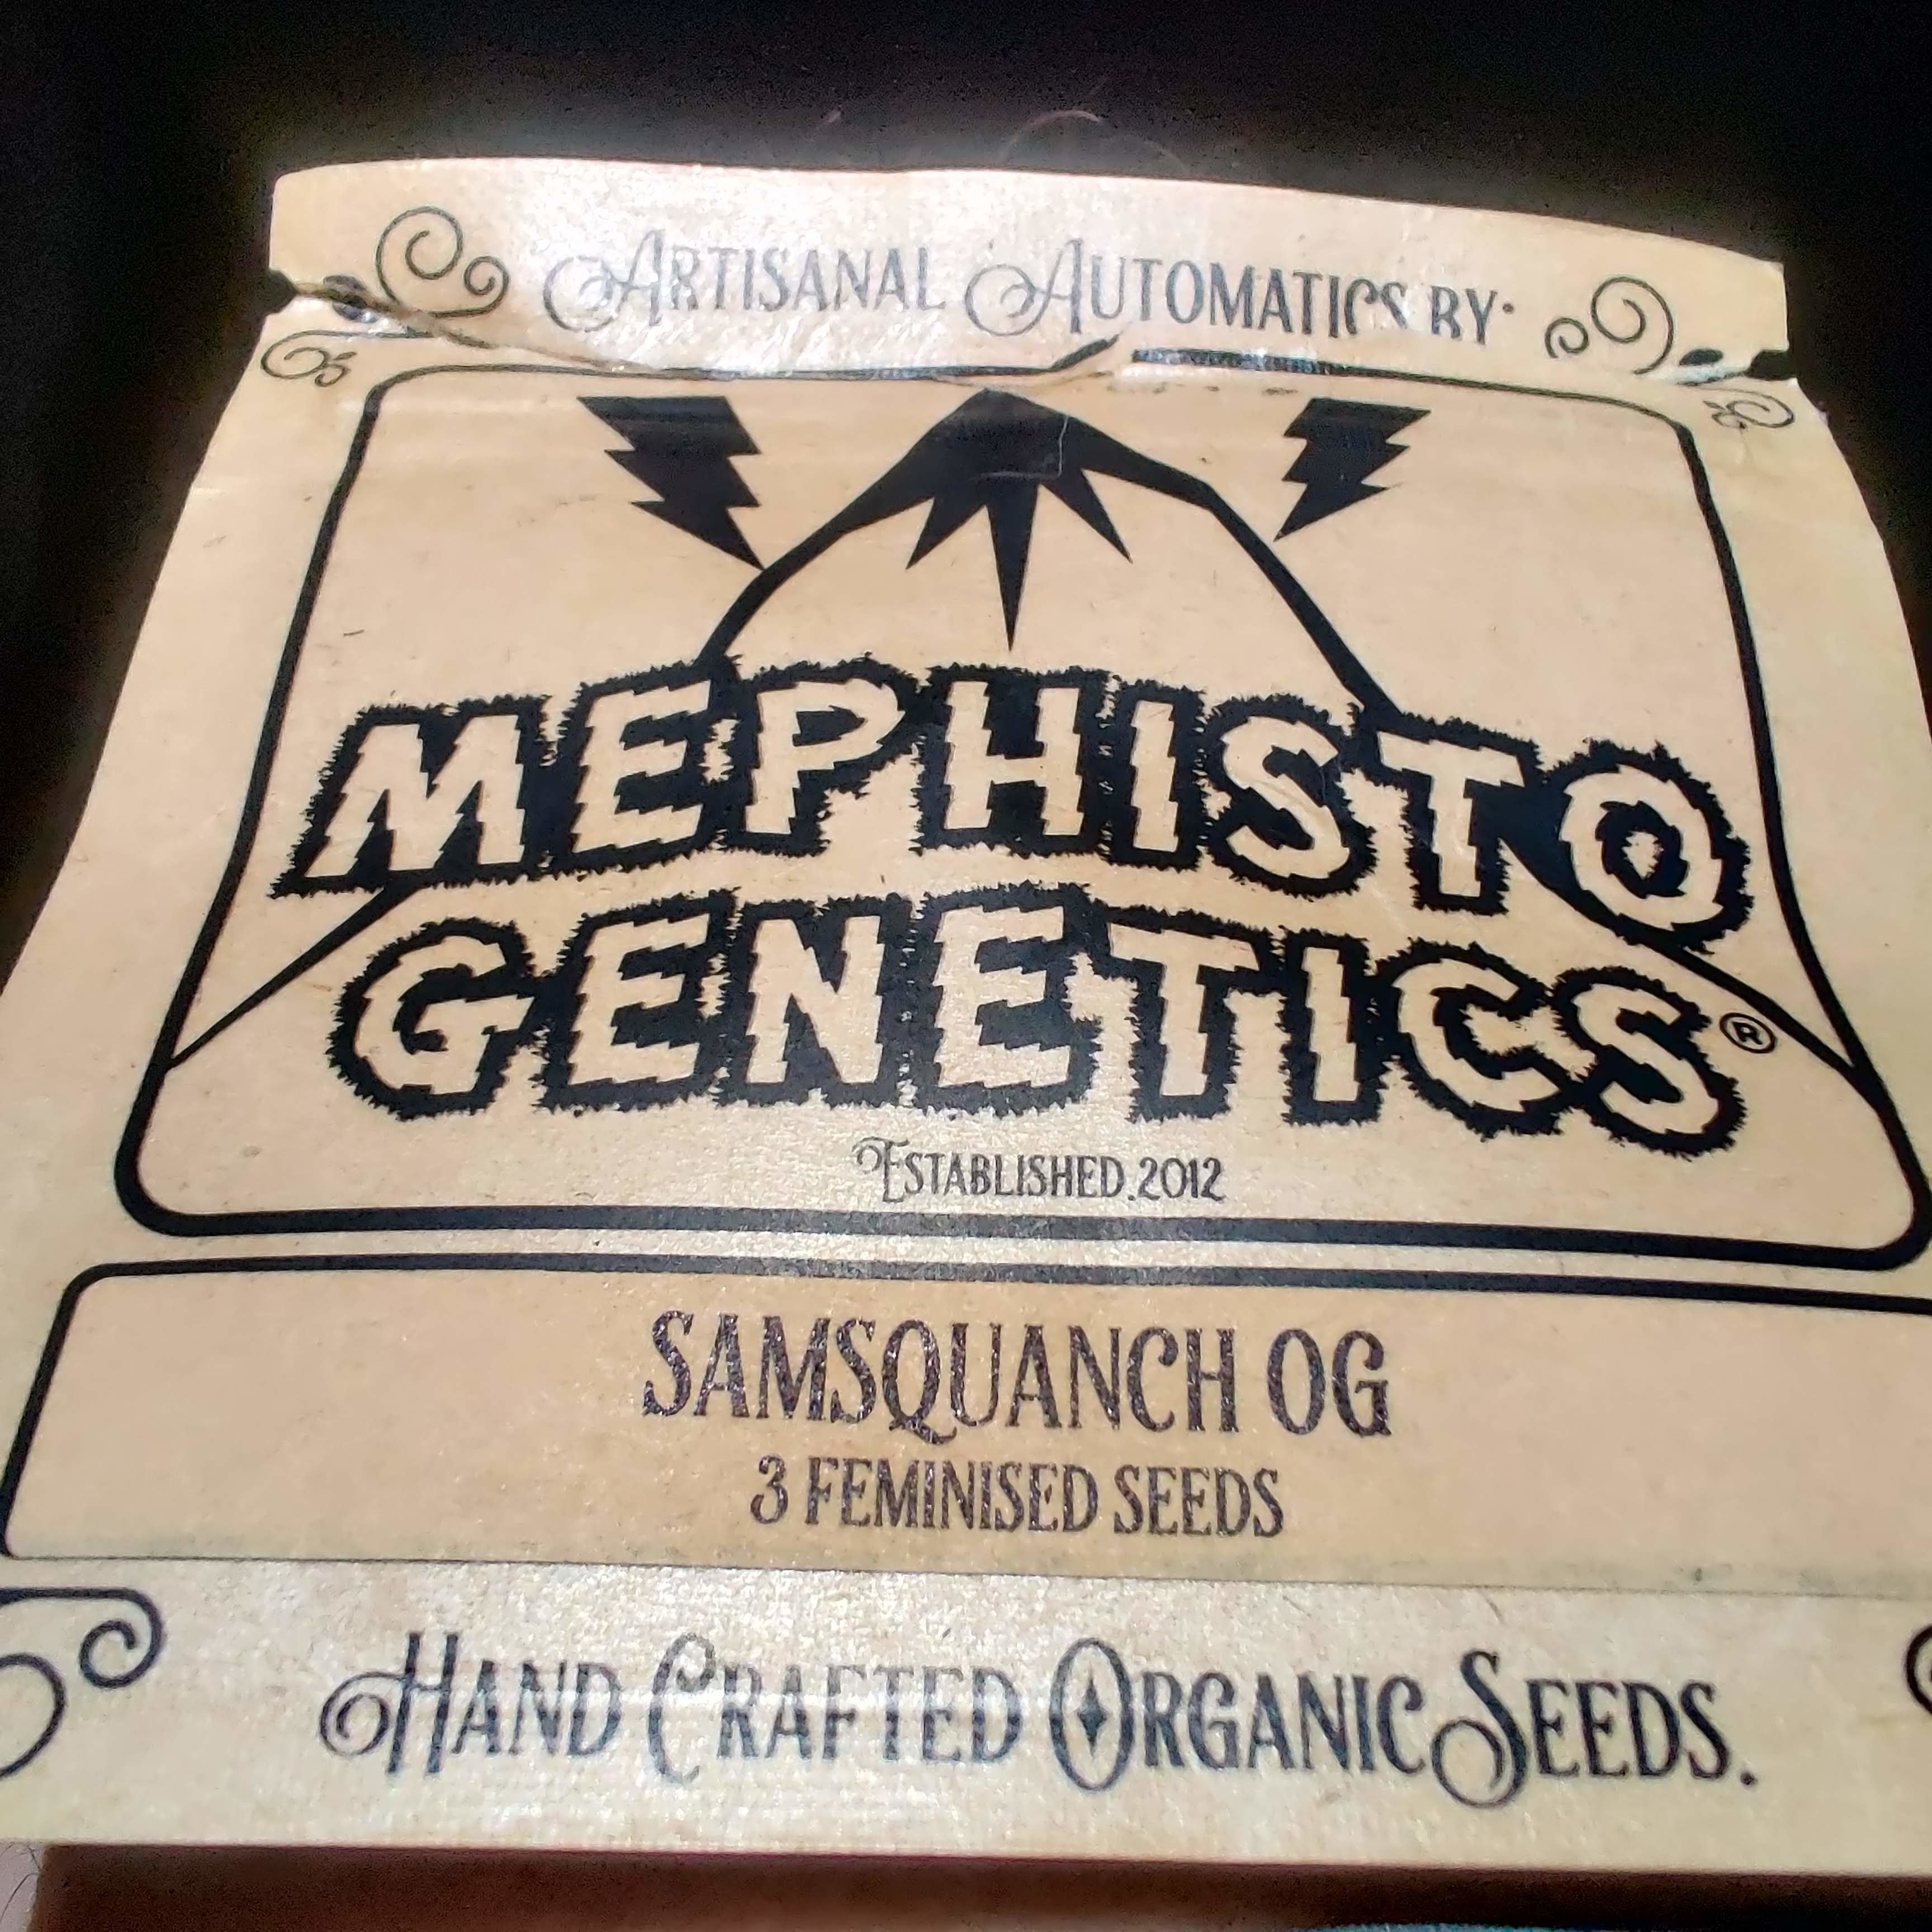 ARTISANAL AUTOMATICS BY:
MEPHISTO
GENETICS®
ESTABLISHED.2012
SAMSQUANCH OG
3 FEMINISED SEEDS
HAND CRAFTED ORGANIC SEEDS.